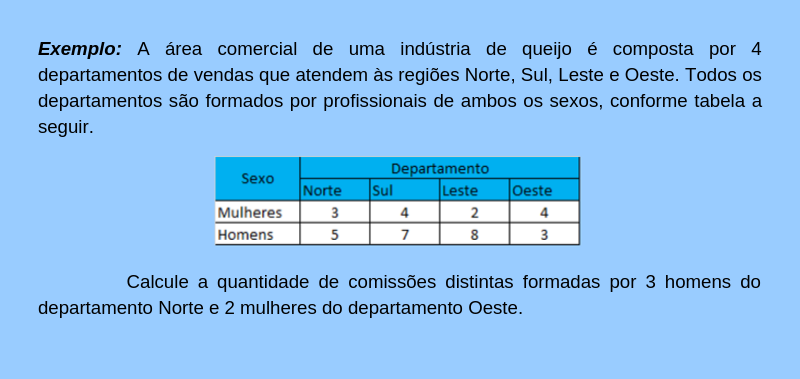 Exemplo: A área comercial de uma indústria de queijo é composta por 4
departamentos de vendas que atendem às regiões Norte, Sul, Leste e Oeste. Todos os
departamentos são formados por profissionais de ambos os sexos, conforme tabela a
seguir.
Sexo Departamento
Norte Sul Leste Oeste
Mulheres 3 4 2 4
Homens 5 7 8 3
Calcule a quantidade de comissões distintas formadas por 3 homens do
departamento Norte e 2 mulheres do departamento Oeste.